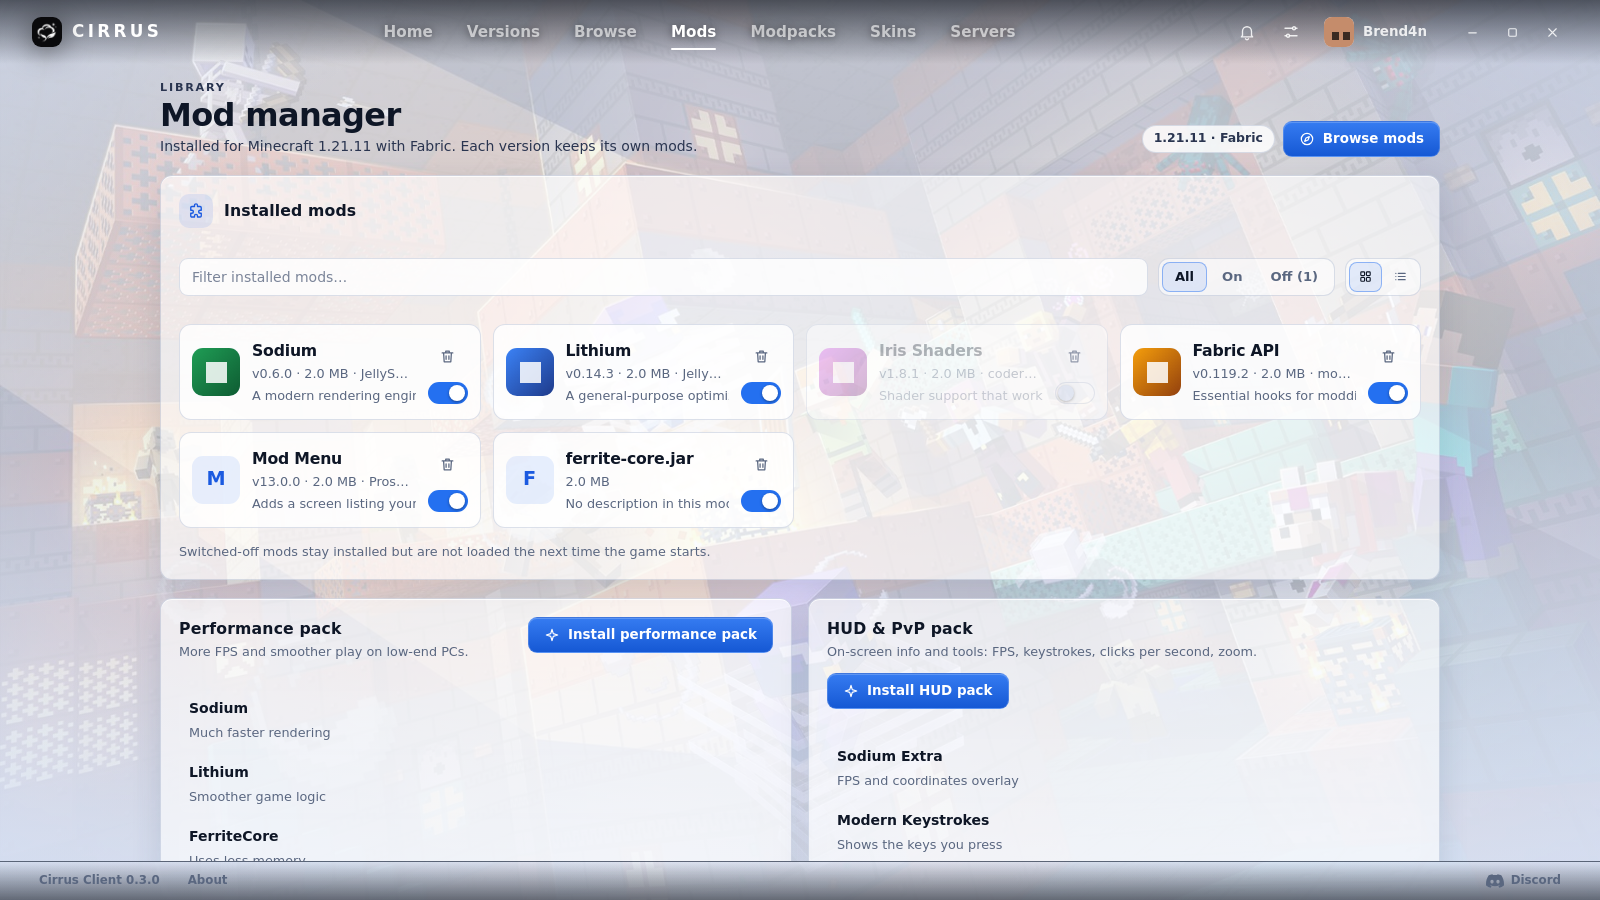 CIRRUS
Home Versions Browse Mods Modpacks Skins Servers
Brend4n
LIBRARY
Mod manager
Installed for Minecraft 1.21.11 with Fabric. Each version keeps its own mods.
1.21.11 · Fabric
Browse mods
Installed mods
Filter installed mods...
All On Off (1)
Sodium
v0.6.0 · 2.0 MB · JellyS...
A modern rendering engin
Lithium
v0.14.3 · 2.0 MB · Jelly...
A general-purpose optimi
Iris Shaders
v1.8.1 · 2.0 MB · coder...
Shader support that work
Fabric API
v0.119.2 · 2.0 MB · mo...
Essential hooks for moddi
M
Mod Menu
v13.0.0 · 2.0 MB · Pros...
Adds a screen listing your
F
ferrite-core.jar
2.0 MB
No description in this mod
Switched-off mods stay installed but are not loaded the next time the game starts.
Performance pack
More FPS and smoother play on low-end PCs.
Install performance pack
Sodium
Much faster rendering
Lithium
Smoother game logic
FerriteCore
Uses less memory
HUD & PvP pack
On-screen info and tools: FPS, keystrokes, clicks per second, zoom.
Install HUD pack
Sodium Extra
FPS and coordinates overlay
Modern Keystrokes
Shows the keys you press
Cirrus Client 0.3.0 About
Discord